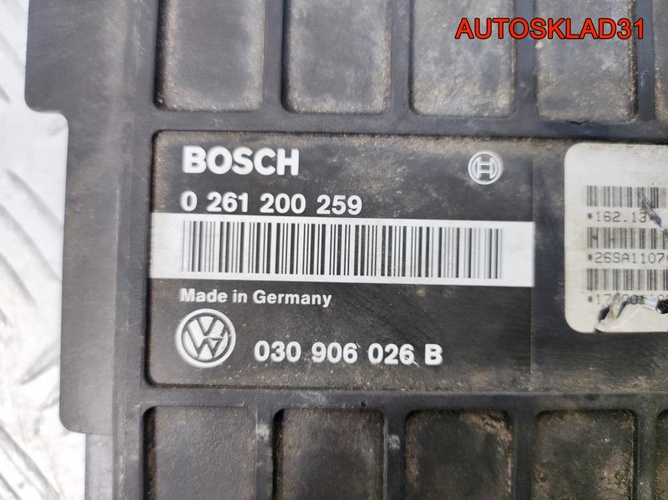 AUTOSKLAD31
BOSCH
0 261 200 259
Made in Germany
030 906 026 B